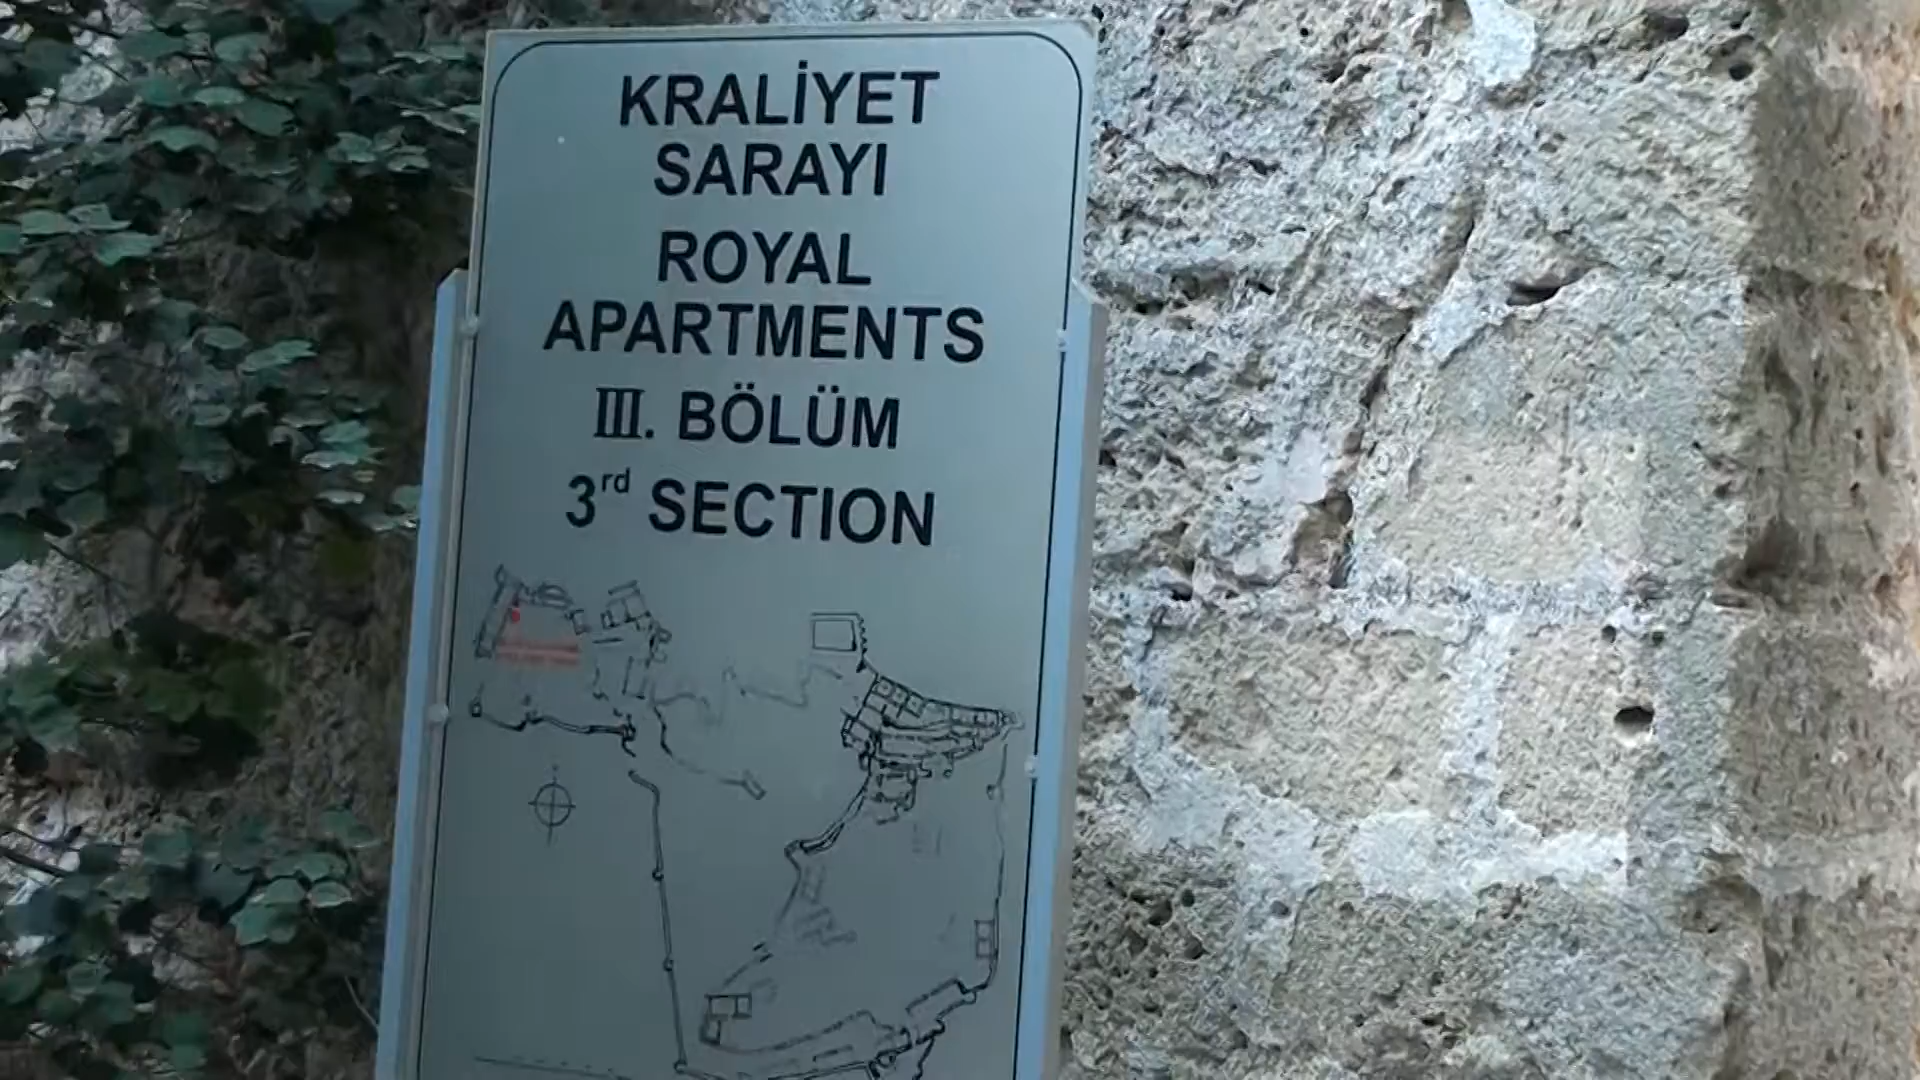 KRALİYET
SARAYI
ROYAL
APARTMENTS
III. BÖLÜM
3rd SECTION